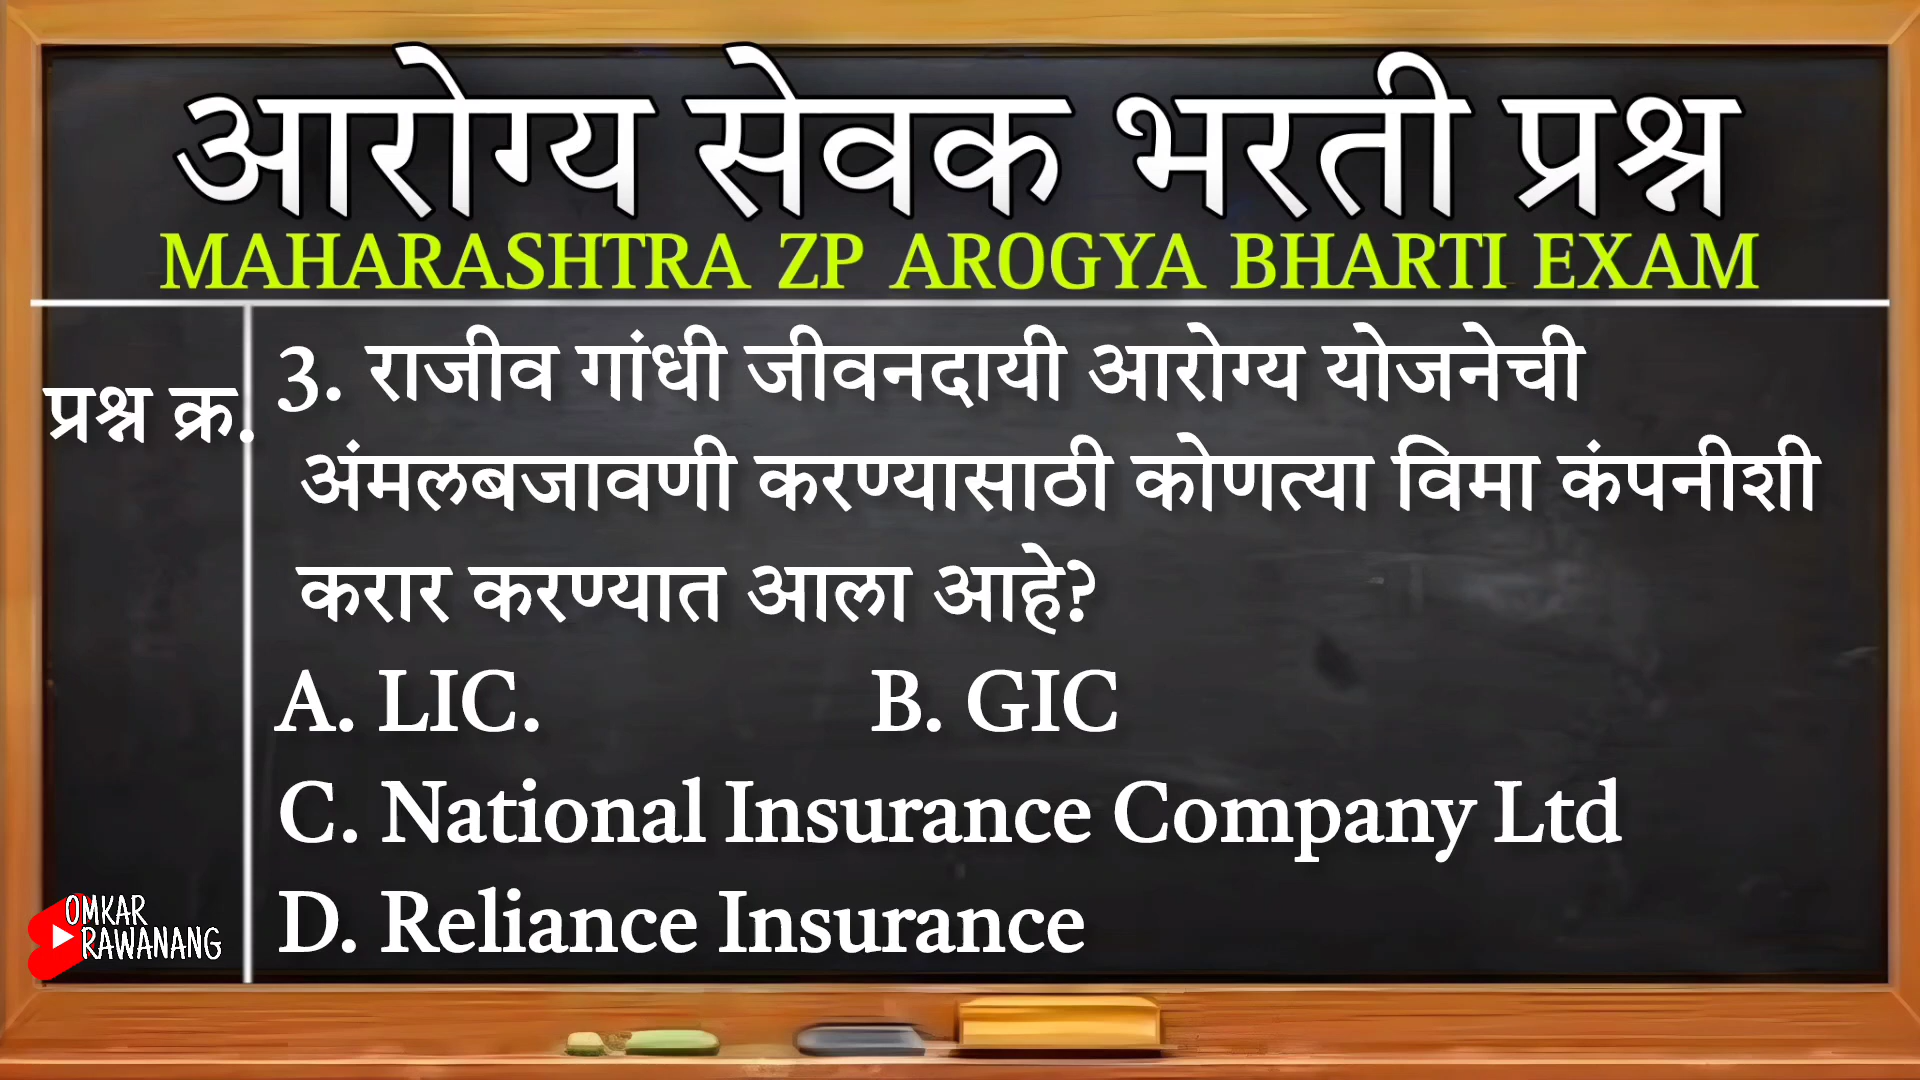 आरोग्य सेवक भरती प्रश्न
MAHARASHTRA ZP AROGYA BHARTI EXAM
प्रश्न क्र.
3. राजीव गांधी जीवनदायी आरोग्य योजनेची
अंमलबजावणी करण्यासाठी कोणत्या विमा कंपनीशी
करार करण्यात आला आहे?
A. LIC. B. GIC
C. National Insurance Company Ltd
D. Reliance Insurance
OMKAR
RAWANANG